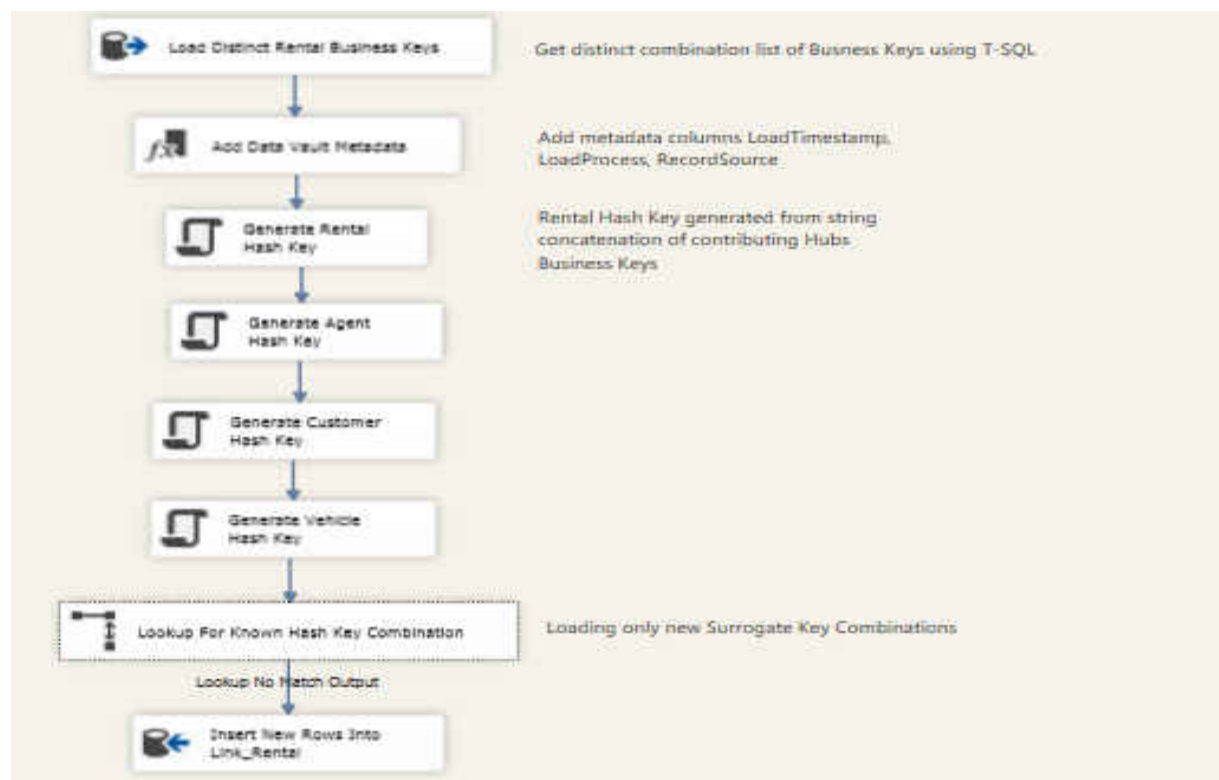 Load Distinct Rental Business Keys
Get distinct combination list of Busness Keys using T-SQL
Add Data Vault Metadata
Add metadata columns LoadTimestamp,
LoadProcess, RecordSource
Generate Rental
Hash Key
Rental Hash Key generated from string
concatenation of contributing Hubs
Business Keys
Generate Agent
Hash Key
Generate Customer
Hash Key
Generate Vehicle
Hash Key
Lookup For Known Hash Key Combination
Loading only new Surrogate Key Combinations
Lookup No Match Output
Insert New Rows Into
Link_Rental